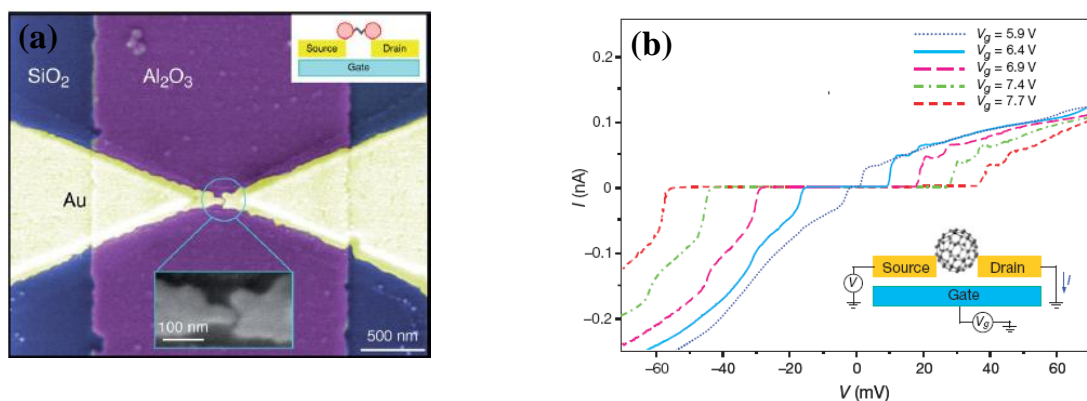 (a)
SiO2
Al2O3
Source Drain
Gate
Au
100 nm
500 nm
(b)
Vg = 5.9 V
Vg = 6.4 V
Vg = 6.9 V
Vg = 7.4 V
Vg = 7.7 V
0.2
0.1
0
–0.1
–0.2
I (nA)
Source Drain
Gate
V
I
Vg
–60 –40 –20 0 20 40 60
V (mV)